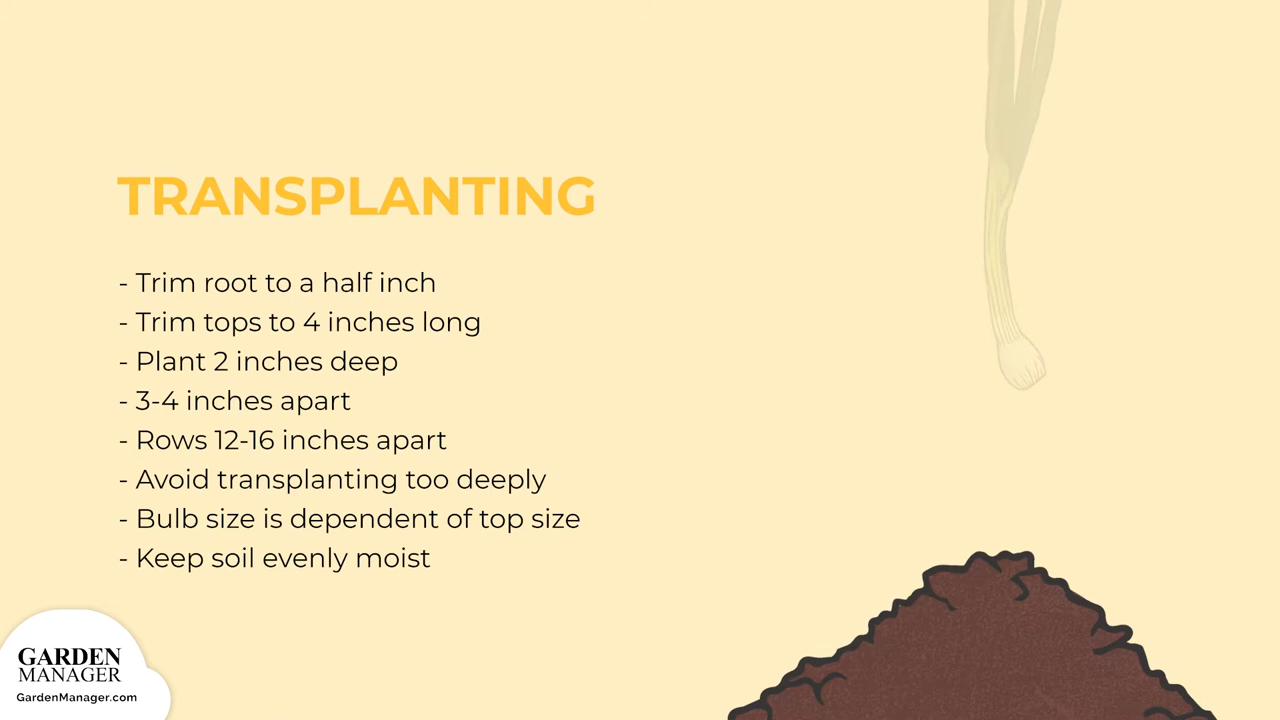 TRANSPLANTING
- Trim root to a half inch
- Trim tops to 4 inches long
- Plant 2 inches deep
- 3-4 inches apart
- Rows 12-16 inches apart
- Avoid transplanting too deeply
- Bulb size is dependent of top size
- Keep soil evenly moist
GARDEN
MANAGER
GardenManager.com